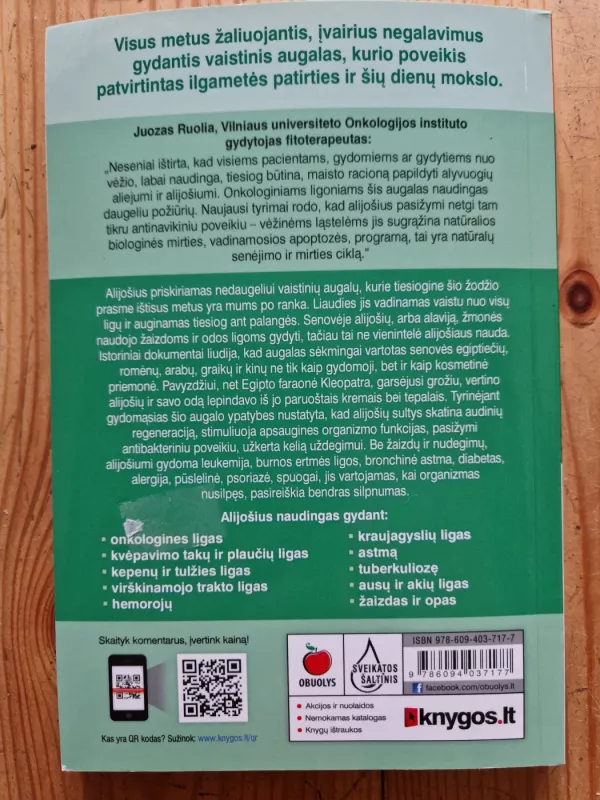 Visus metus žaliuojantis, įvairius negalavimus
gydantis vaistinis augalas, kurio poveikis
patvirtintas ilgametės patirties ir šių dienų mokslo.
Juozas Ruolia, Vilniaus universiteto Onkologijos instituto
gydytojas fitoterapeutas:
„Neseniai ištirta, kad visiems pacientams, gydomiems ar gydytiems nuo
vėžio, labai naudinga, tiesiog būtina, maisto racioną papildyti alyvuogių
aliejumi ir alijošiumi. Onkologiniams ligoniams šis augalas naudingas
daugeliu požiūrių. Naujausi tyrimai rodo, kad alijošius pasižymi netgi tam
tikru antinavikiniu poveikiu – vėžinėms ląstelėms jis sugrąžina natūralios
biologinės mirties, vadinamosios apoptozės, programą, tai yra natūralų
senėjimo ir mirties ciklą.“
Alijošius priskiriamas nedaugeliui vaistinių augalų, kurie tiesiogine šio žodžio
prasme ištisus metus yra mums po ranka. Liaudies jis vadinamas vaistu nuo visų
ligų ir auginamas tiesiog ant palangės. Senovėje alijošių, arba alaviją, žmonės
naudojo žaizdoms ir odos ligoms gydyti, tačiau tai ne vienintelė alijošiaus nauda.
Istoriniai dokumentai liudija, kad augalas sėkmingai vartotas senovės egiptiečių,
romėnų, arabų, graikų ir kinų ne tik kaip gydomoji, bet ir kaip kosmetinė
priemonė. Pavyzdžiui, net Egipto faraonė Kleopatra, garsėjusi grožiu, vertino
alijošių ir savo odą lepindavo iš jo paruoštais kremais bei tepalais. Tyrinėjant
gydomąsias šio augalo ypatybes nustatyta, kad alijošių sultys skatina audinių
regeneraciją, stimuliuoja apsaugines organizmo funkcijas, pasižymi
antibakteriniu poveikiu, užkerta kelią uždegimui. Be žaizdų ir nudegimų,
alijošiumi gydoma leukemija, burnos ertmės ligos, bronchinė astma, diabetas,
alergija, pūslelinė, psoriazė, spuogai, jis vartojamas, kai organizmas
nusilpęs, pasireiškia bendras silpnumas.
Alijošius naudingas gydant:
• onkologines ligas
• kvėpavimo takų ir plaučių ligas
• kepenų ir tulžies ligas
• virškinamojo trakto ligas
• hemorojų
• kraujagyslių ligas
• astmą
• tuberkuliozę
• ausų ir akių ligas
• žaizdas ir opas
Skaityk komentarus, įvertink kainą!
Kas yra QR kodas? Sužinok: www.knygos.lt/qr
OBUOLYS
SVEIKATOS
ŠALTINIS
ISBN 978-609-403-717-7
9 786094 037177
facebook.com/obuolys.lt
• Akcijos ir nuolaidos
• Nemokamas katalogas
• Knygų ištraukos
knygos.lt